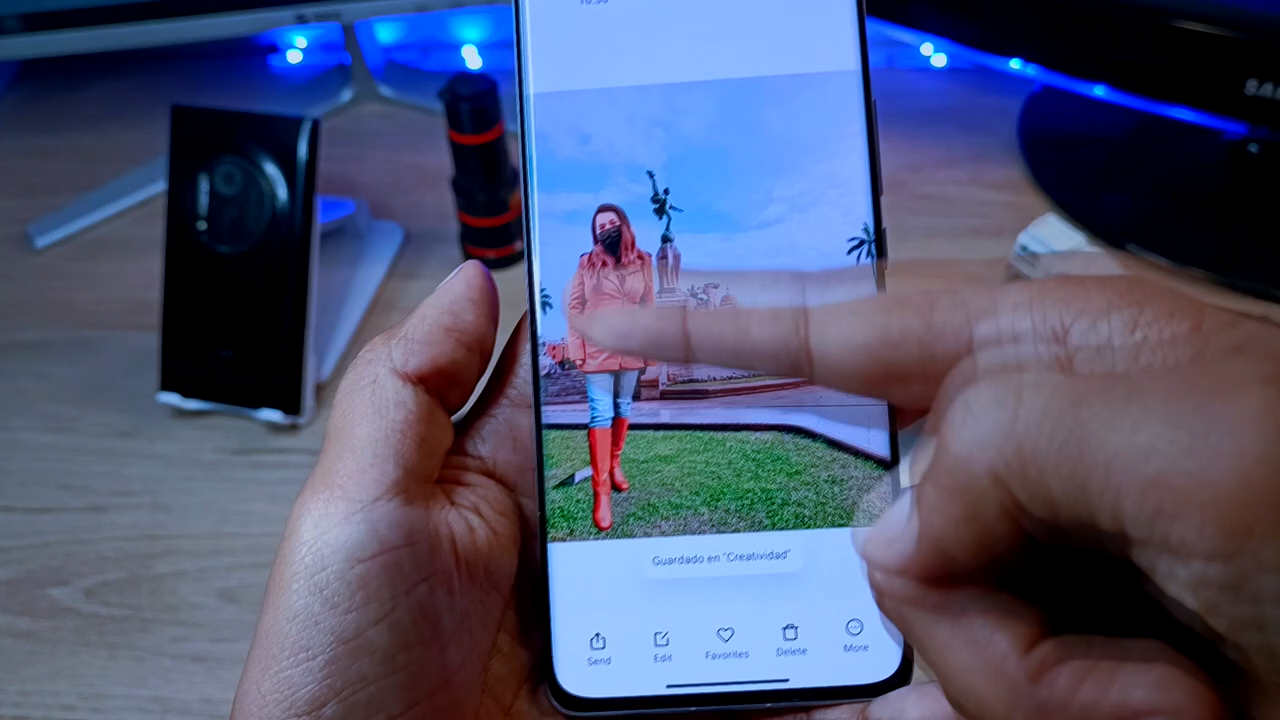 Guardado en "Creatividad"
Send
Edit
Favorites
Delete
More